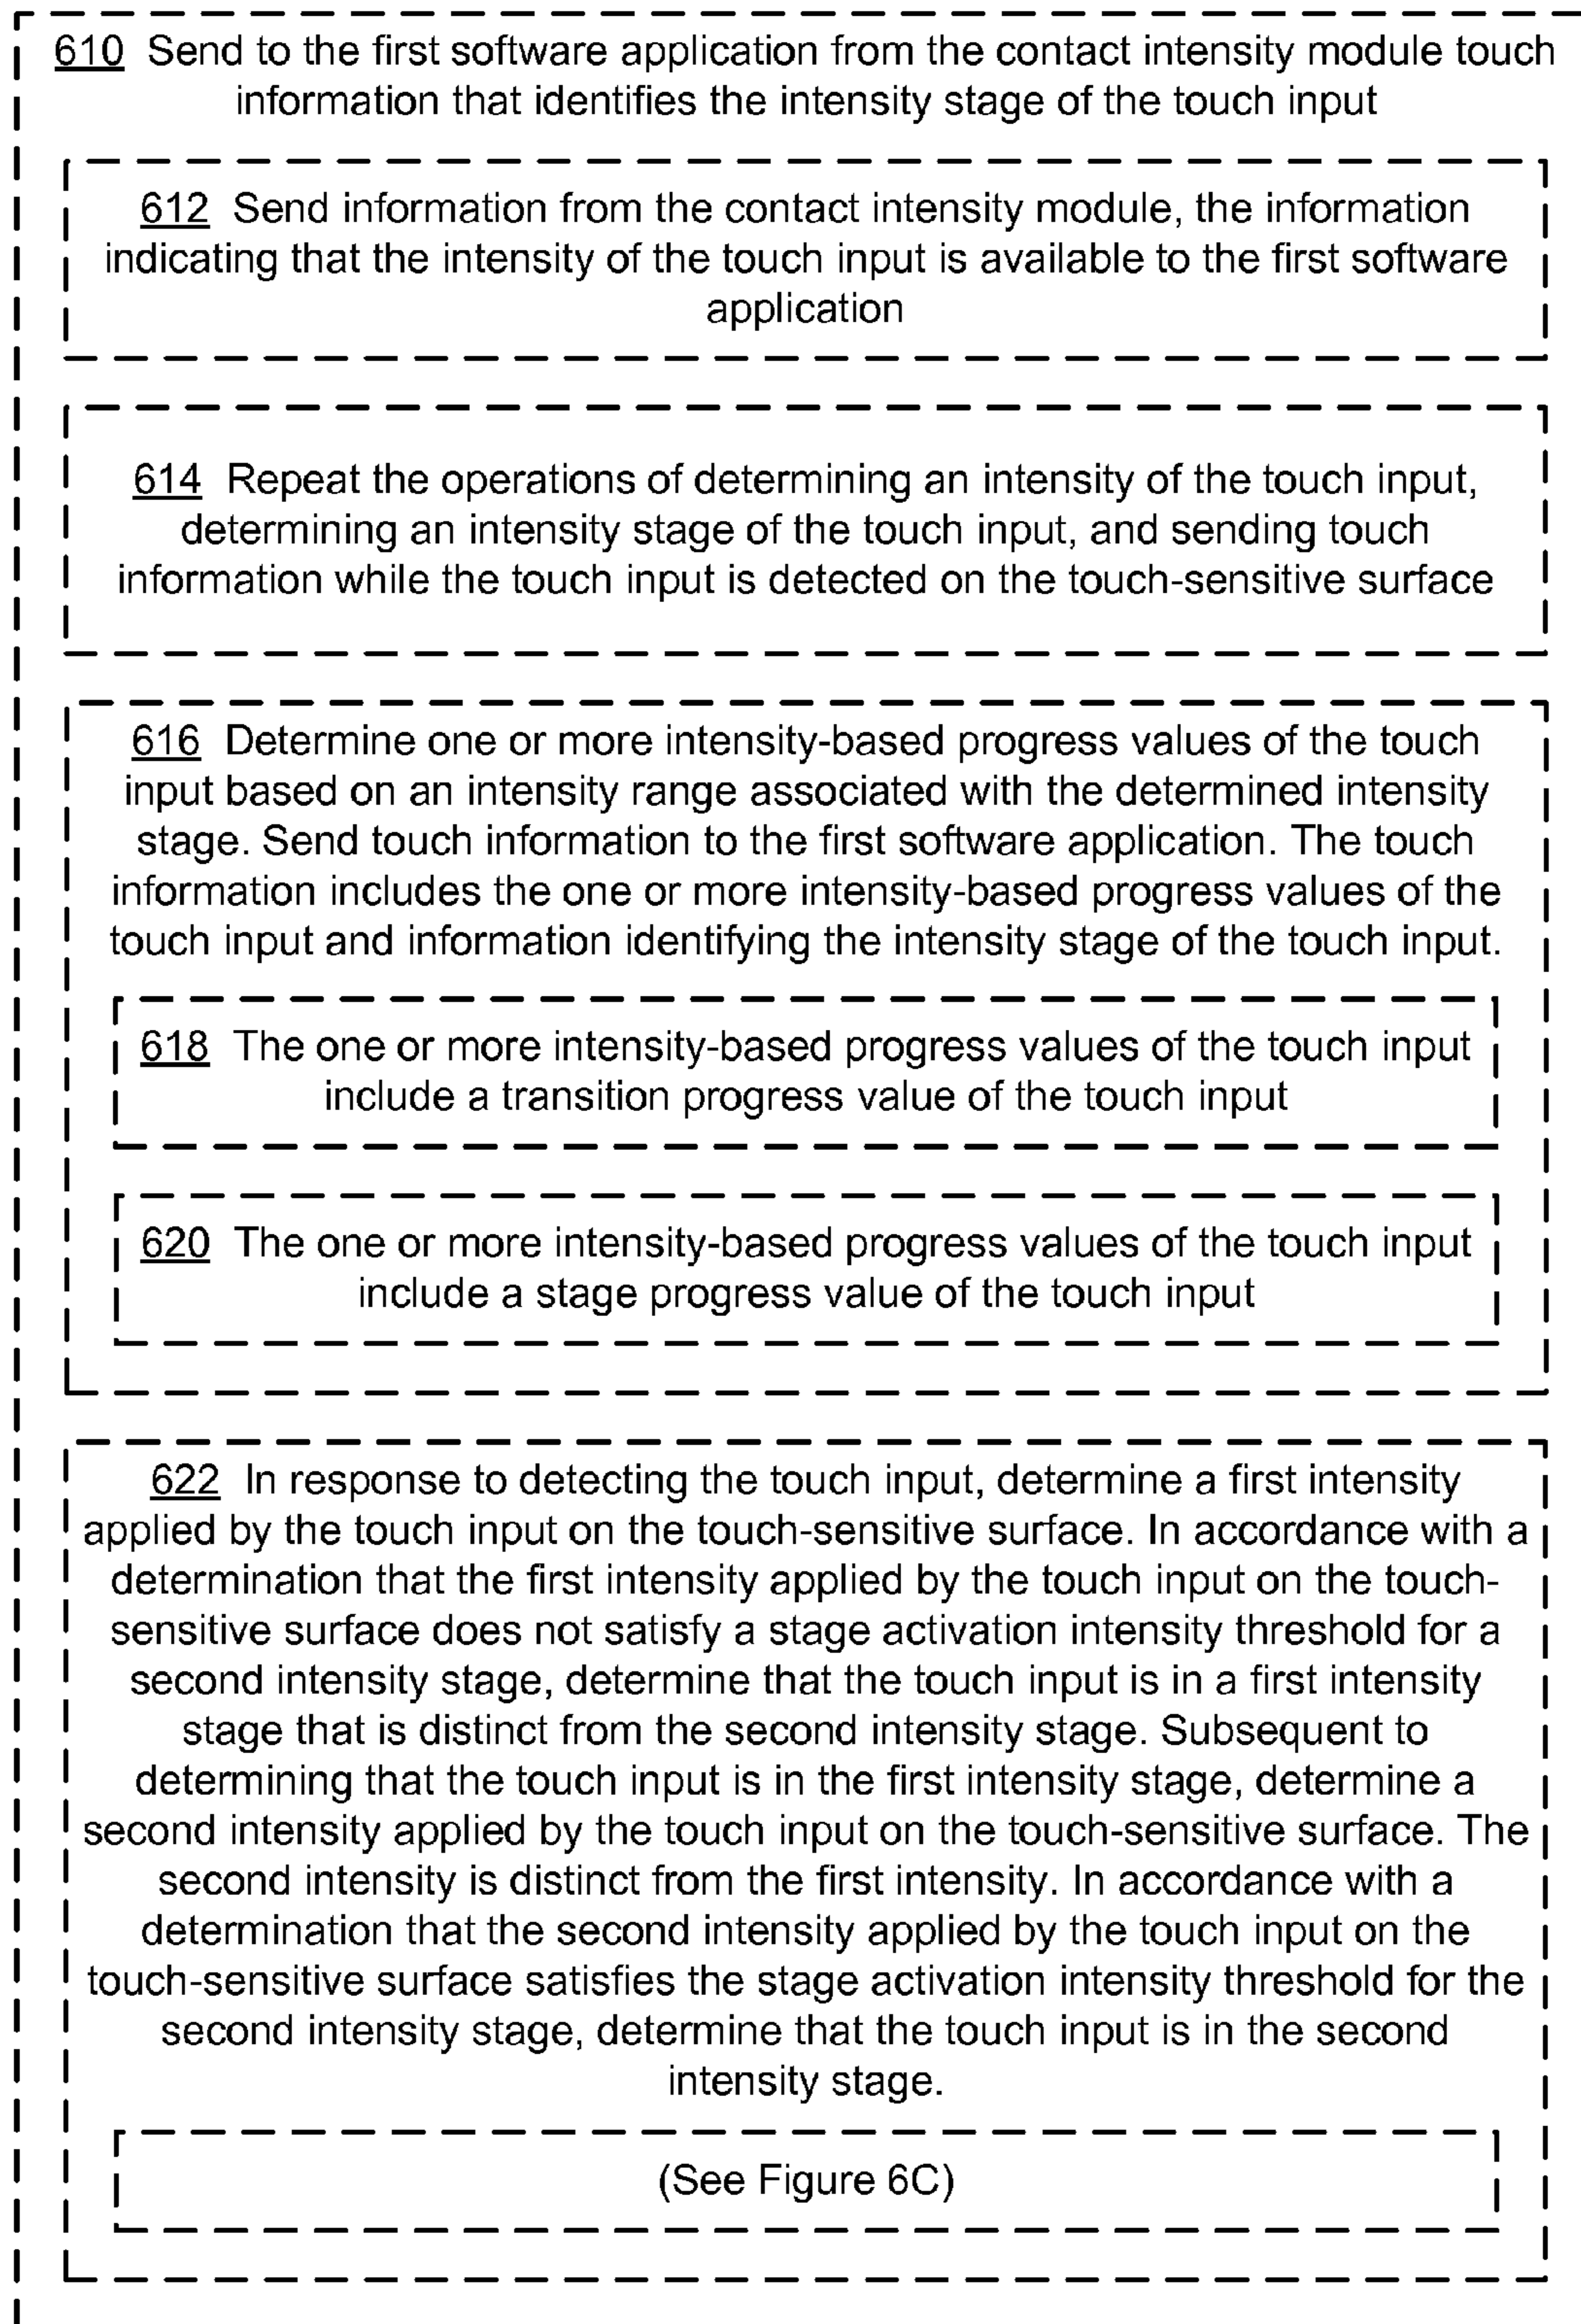 610 Send to the first software application from the contact intensity module touch
information that identifies the intensity stage of the touch input
612 Send information from the contact intensity module, the information
indicating that the intensity of the touch input is available to the first software
application
614 Repeat the operations of determining an intensity of the touch input,
determining an intensity stage of the touch input, and sending touch
information while the touch input is detected on the touch-sensitive surface
616 Determine one or more intensity-based progress values of the touch
input based on an intensity range associated with the determined intensity
stage. Send touch information to the first software application. The touch
information includes the one or more intensity-based progress values of the
touch input and information identifying the intensity stage of the touch input.
618 The one or more intensity-based progress values of the touch input
include a transition progress value of the touch input
620 The one or more intensity-based progress values of the touch input
include a stage progress value of the touch input
622 In response to detecting the touch input, determine a first intensity
applied by the touch input on the touch-sensitive surface. In accordance with a
determination that the first intensity applied by the touch input on the touch-
sensitive surface does not satisfy a stage activation intensity threshold for a
second intensity stage, determine that the touch input is in a first intensity
stage that is distinct from the second intensity stage. Subsequent to
determining that the touch input is in the first intensity stage, determine a
second intensity applied by the touch input on the touch-sensitive surface. The
second intensity is distinct from the first intensity. In accordance with a
determination that the second intensity applied by the touch input on the
touch-sensitive surface satisfies the stage activation intensity threshold for the
second intensity stage, determine that the touch input is in the second
intensity stage.
(See Figure 6C)